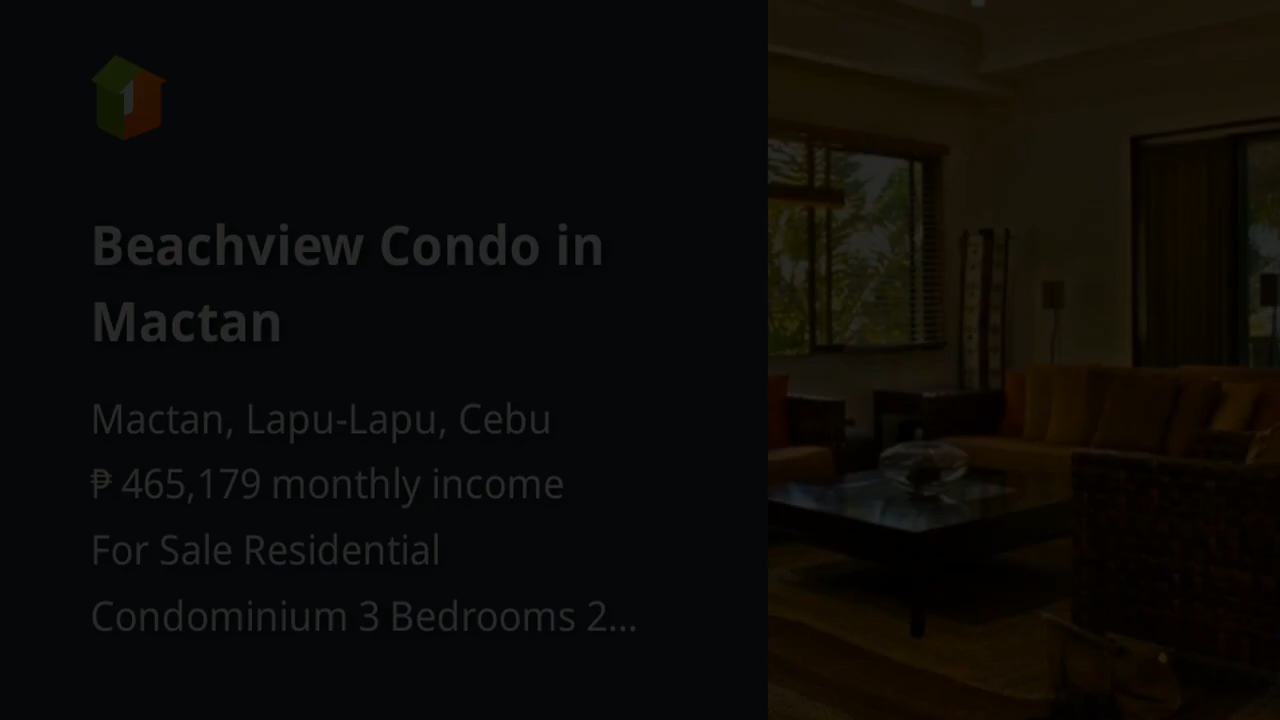 Beachview Condo in
Mactan
Mactan, Lapu-Lapu, Cebu
₱ 465,179 monthly income
For Sale Residential
Condominium 3 Bedrooms 2...